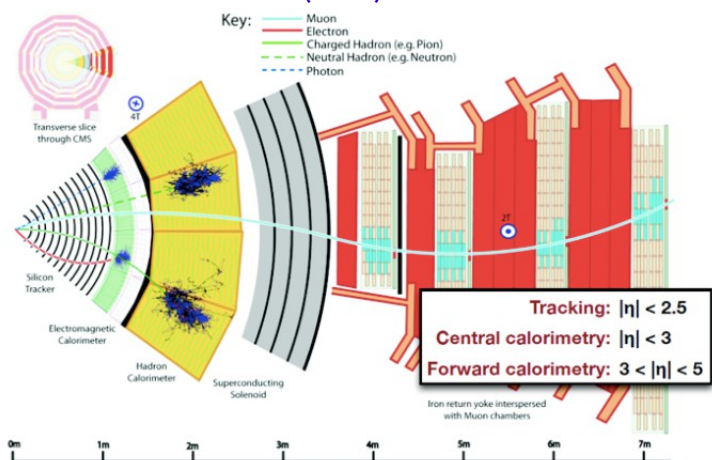 Key:
Muon
Electron
Charged Hadron (e.g. Pion)
Neutral Hadron (e.g. Neutron)
Photon
Transverse slice
through CMS
4T
2T
Silicon
Tracker
Electromagnetic
Calorimeter
Hadron
Calorimeter
Superconducting
Solenoid
Tracking: |η| < 2.5
Central calorimetry: |η| < 3
Forward calorimetry: 3 < |η| < 5
Iron return yoke interspersed
with Muon chambers
0m 1m 2m 3m 4m 5m 6m 7m